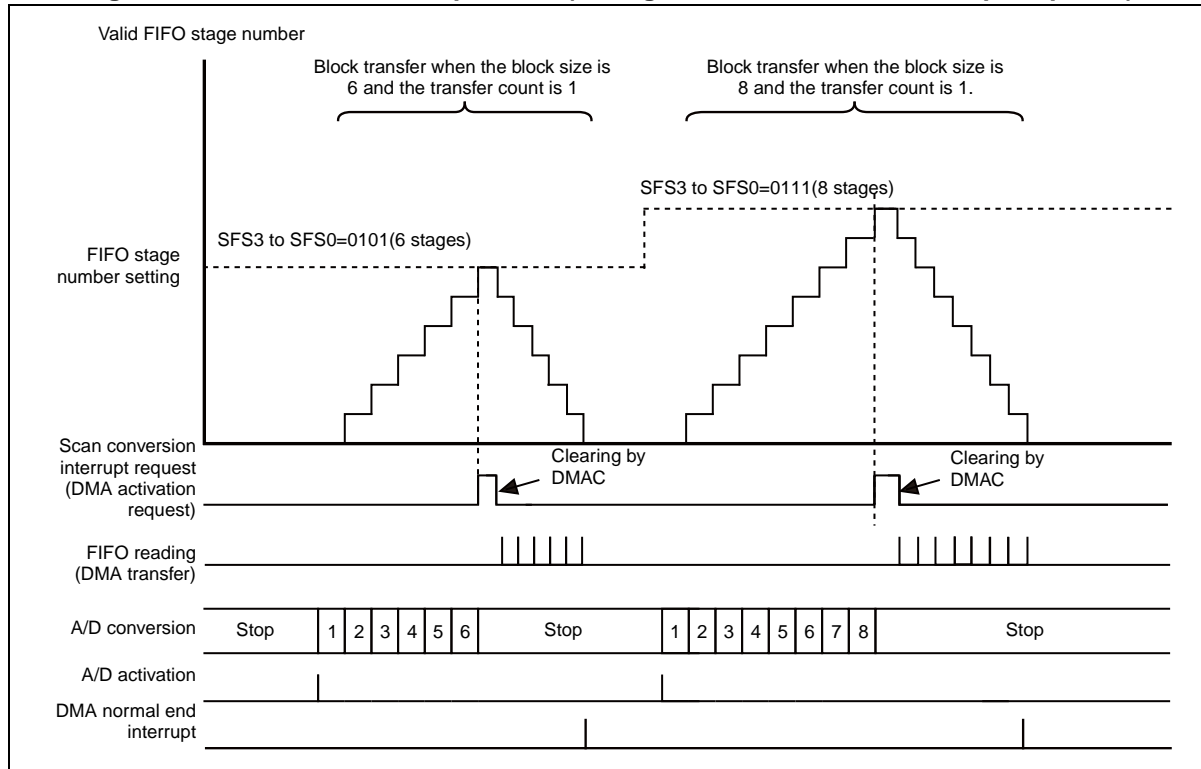 Valid FIFO stage number
Block transfer when the block size is
6 and the transfer count is 1
Block transfer when the block size is
8 and the transfer count is 1.
SFS3 to SFS0=0111(8 stages)
SFS3 to SFS0=0101(6 stages)
FIFO stage
number setting
Scan conversion
interrupt request
(DMA activation
request)
Clearing by
DMAC
Clearing by
DMAC
FIFO reading
(DMA transfer)
A/D conversion Stop 1 2 3 4 5 6 Stop 1 2 3 4 5 6 7 8 Stop
A/D activation
DMA normal end
interrupt